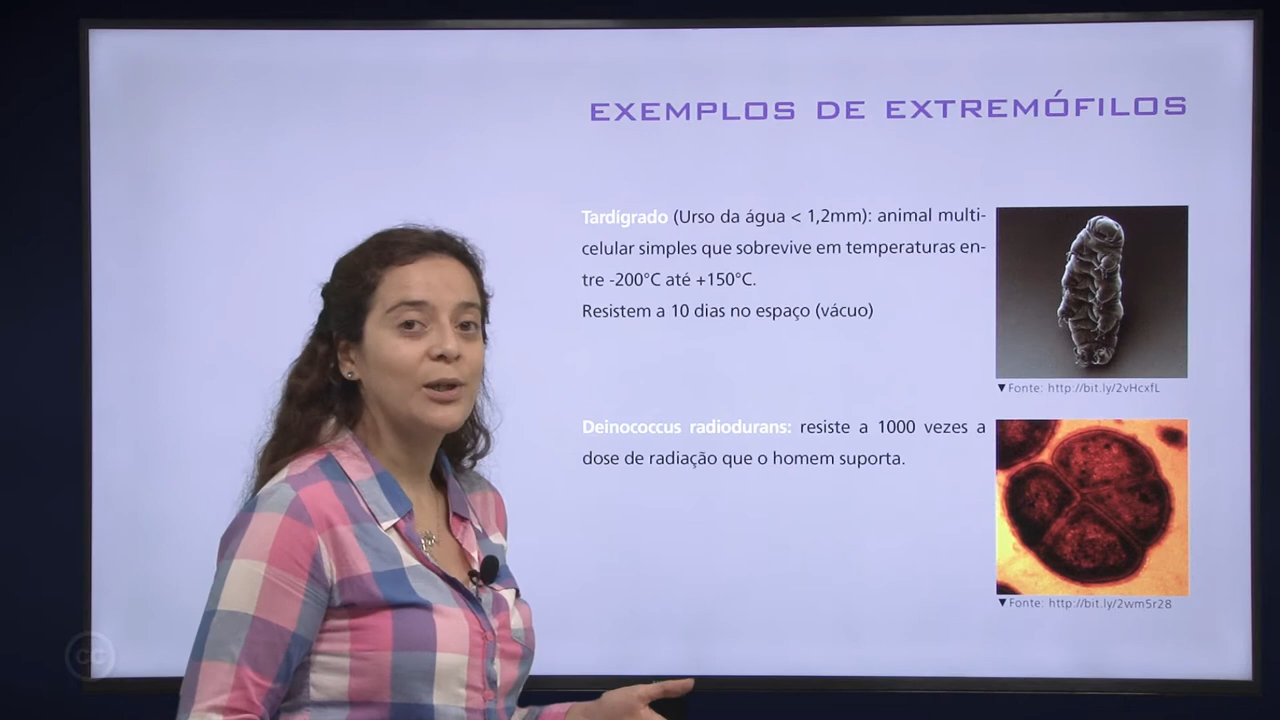 EXEMPLOS DE EXTREMÓFILOS
Tardígrado (Urso da água < 1,2mm): animal multi-
celular simples que sobrevive em temperaturas en-
tre -200°C até +150°C.
Resistem a 10 dias no espaço (vácuo)
▼Fonte: http://bit.ly/2vHcxfL
Deinococcus radiodurans: resiste a 1000 vezes a
dose de radiação que o homem suporta.
▼Fonte: http://bit.ly/2wm5r28
cc